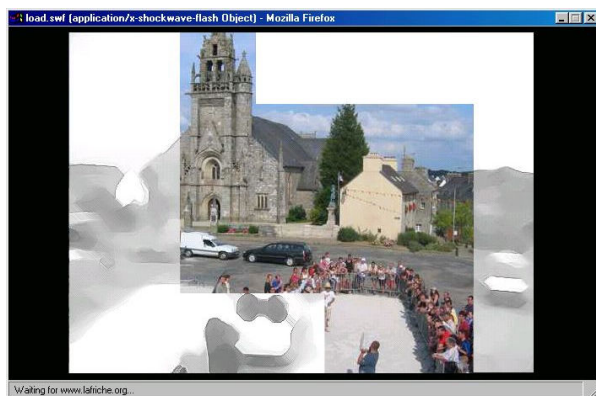 load.swf (application/x-shockwave-flash Object) - Mozilla Firefox
Waiting for www.lafriche.org...